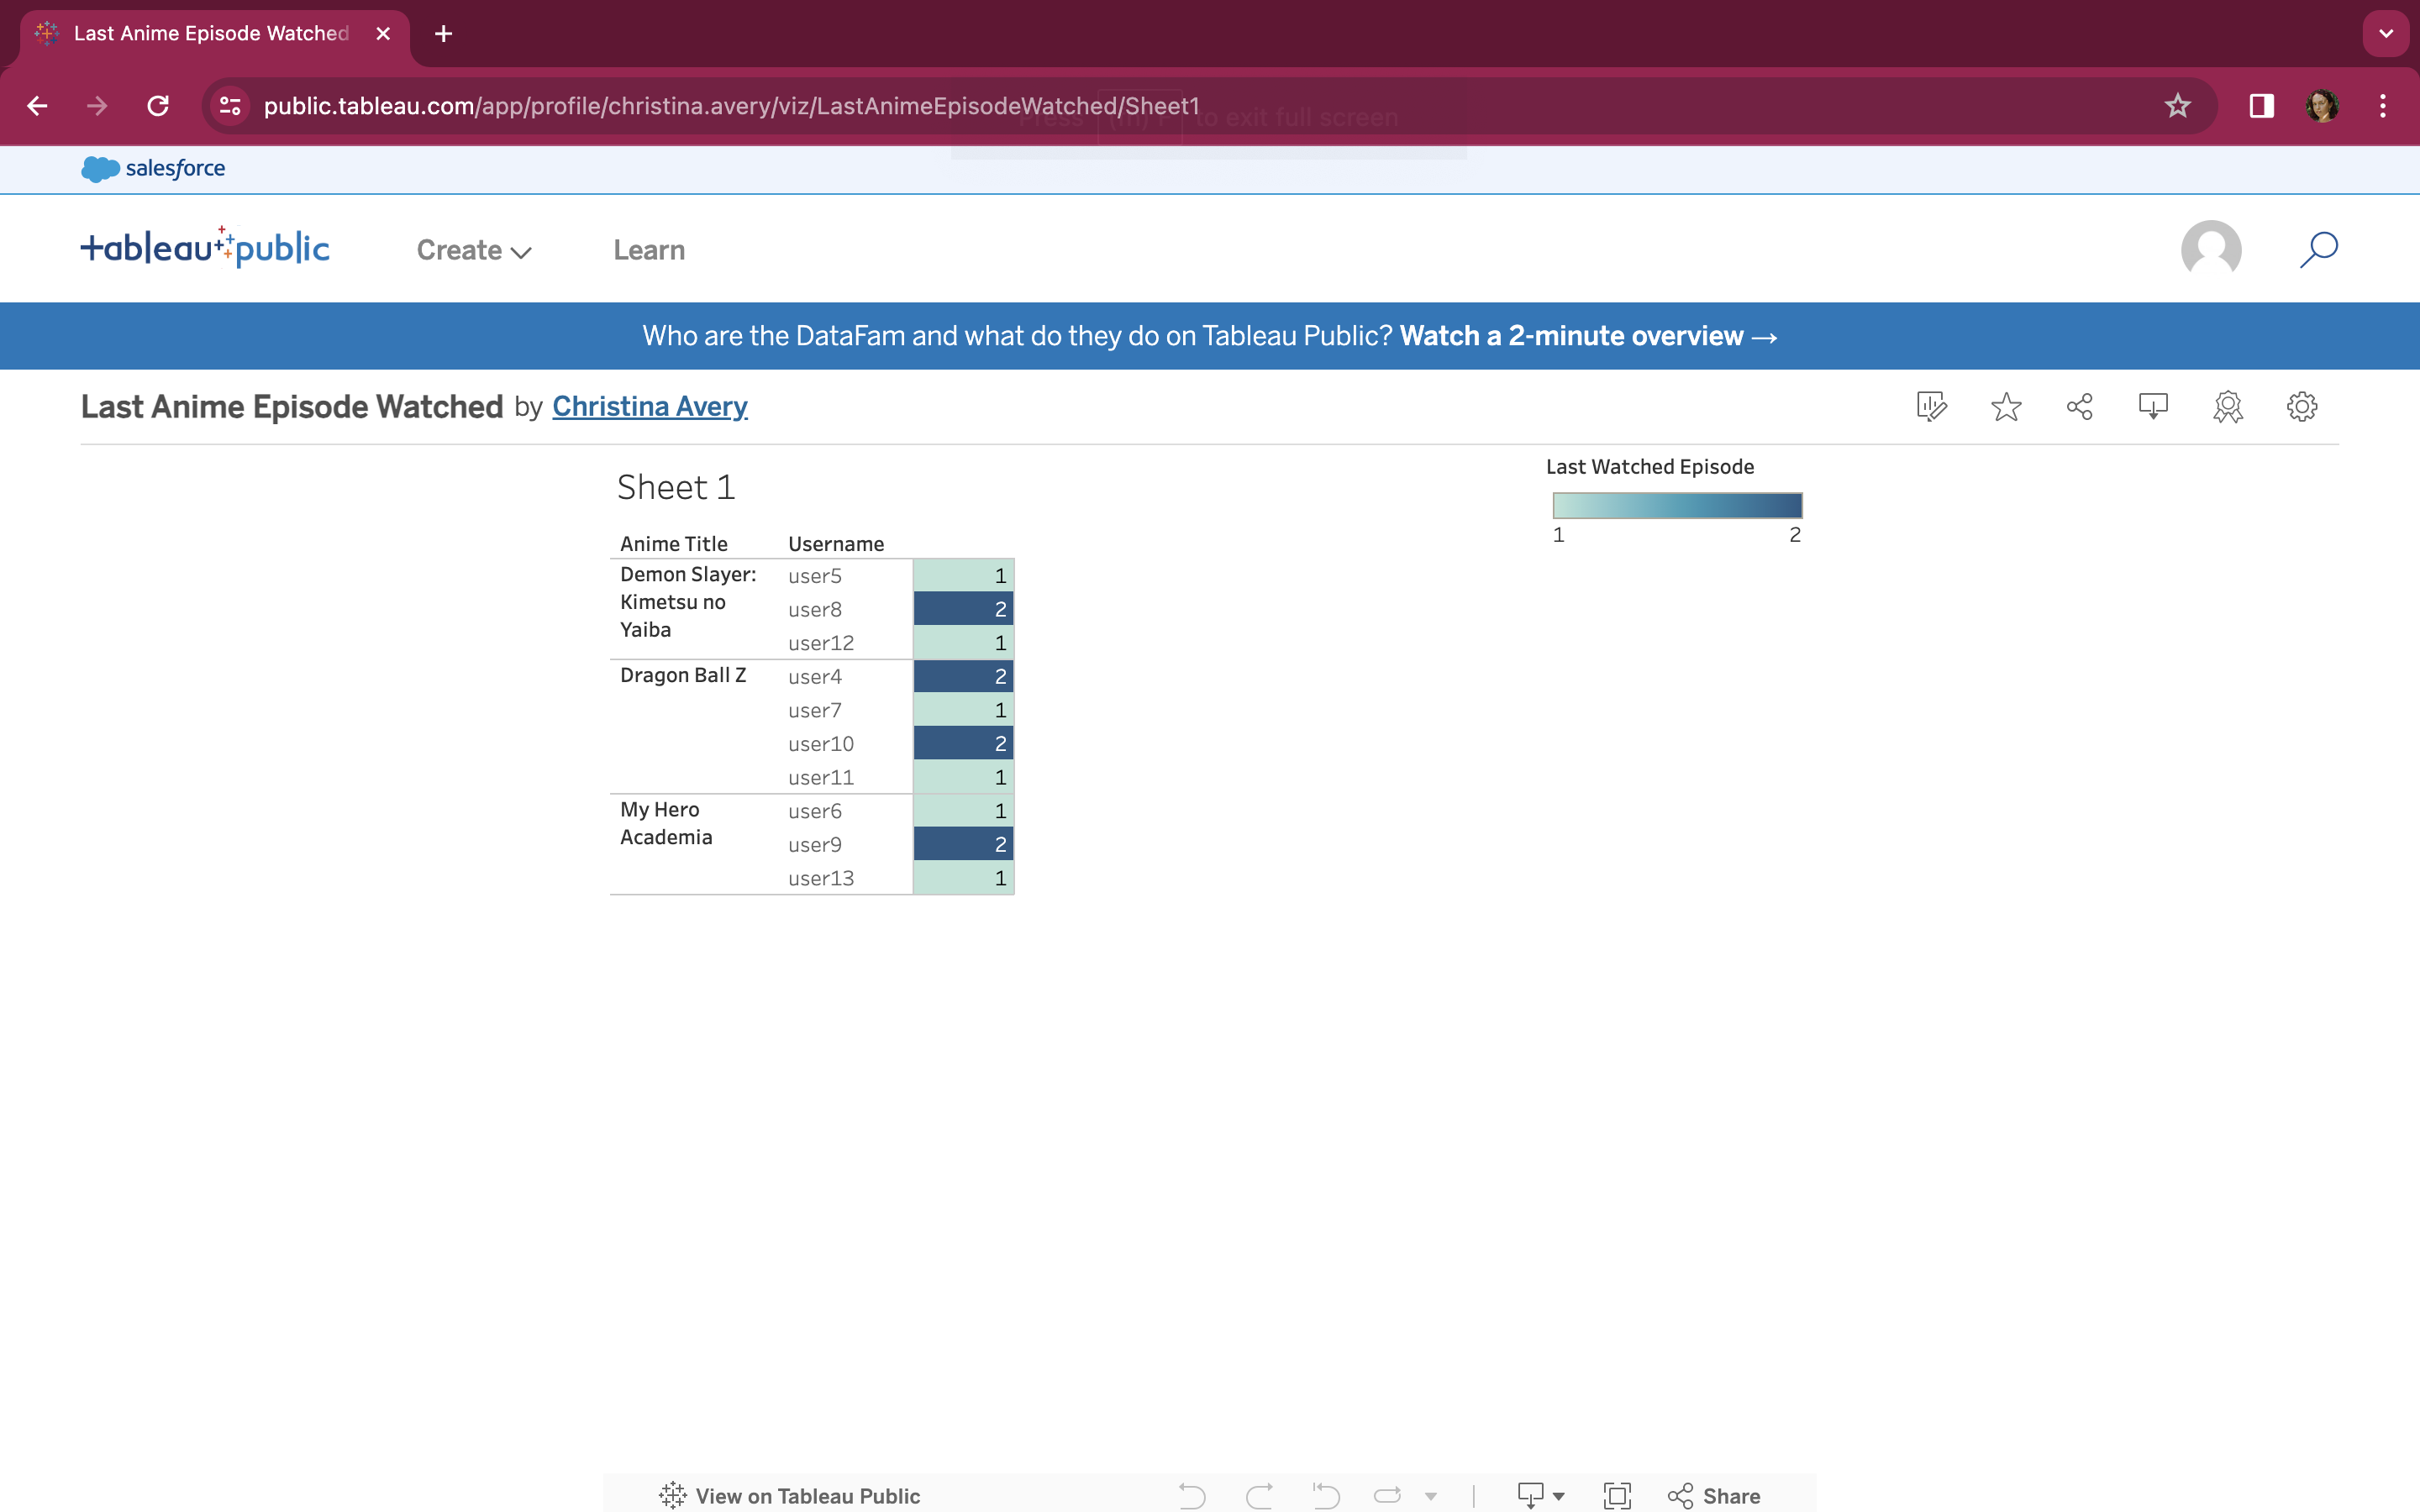 Last Anime Episode Watched
public.tableau.com/app/profile/christina.avery/viz/LastAnimeEpisodeWatched/Sheet1
to exit full screen
salesforce
+ableau public
Create Learn
Who are the DataFam and what do they do on Tableau Public? Watch a 2-minute overview →
Last Anime Episode Watched by Christina Avery
Sheet 1
Last Watched Episode
1 2
Anime Title Username
Demon Slayer: Kimetsu no Yaiba user5 1
user8 2
user12 1
Dragon Ball Z user4 2
user7 1
user10 2
user11 1
My Hero Academia user6 1
user9 2
user13 1
View on Tableau Public Share